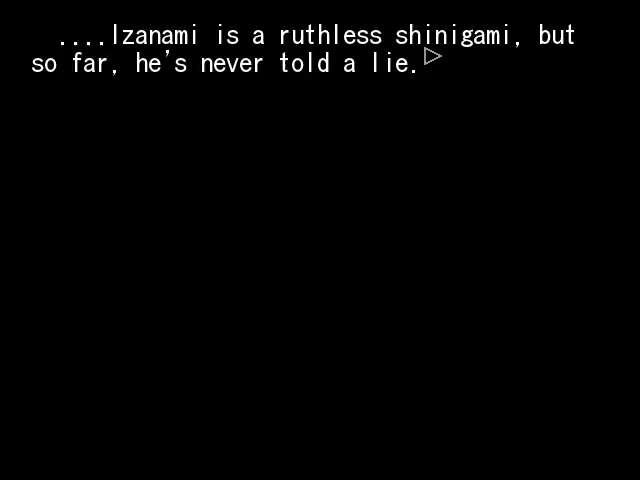 ....Izanami is a ruthless shinigami, but
so far, he's never told a lie.